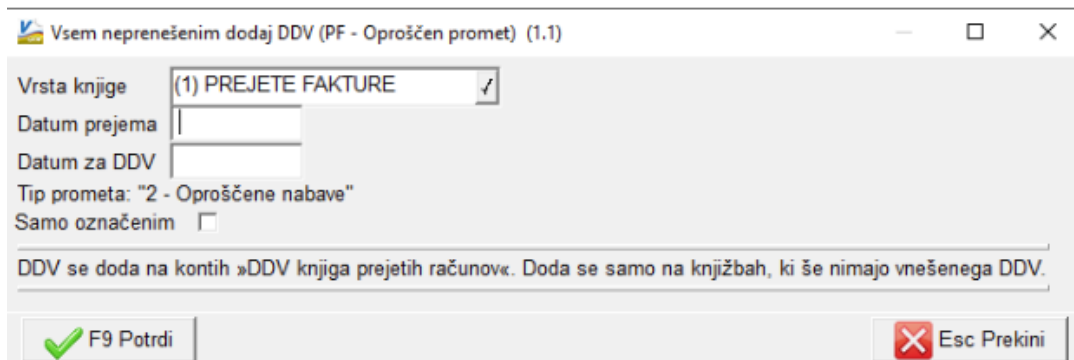 Vsem neprenešenim dodaj DDV (PF - Oproščen promet) (1.1)
Vrsta knjige (1) PREJETE FAKTURE
Datum prejema
Datum za DDV
Tip prometa: "2 - Oproščene nabave"
Samo označenim
DDV se doda na kontih »DDV knjiga prejetih računov«. Doda se samo na knjižbah, ki še nimajo vnešenega DDV.
F9 Potrdi Esc Prekini